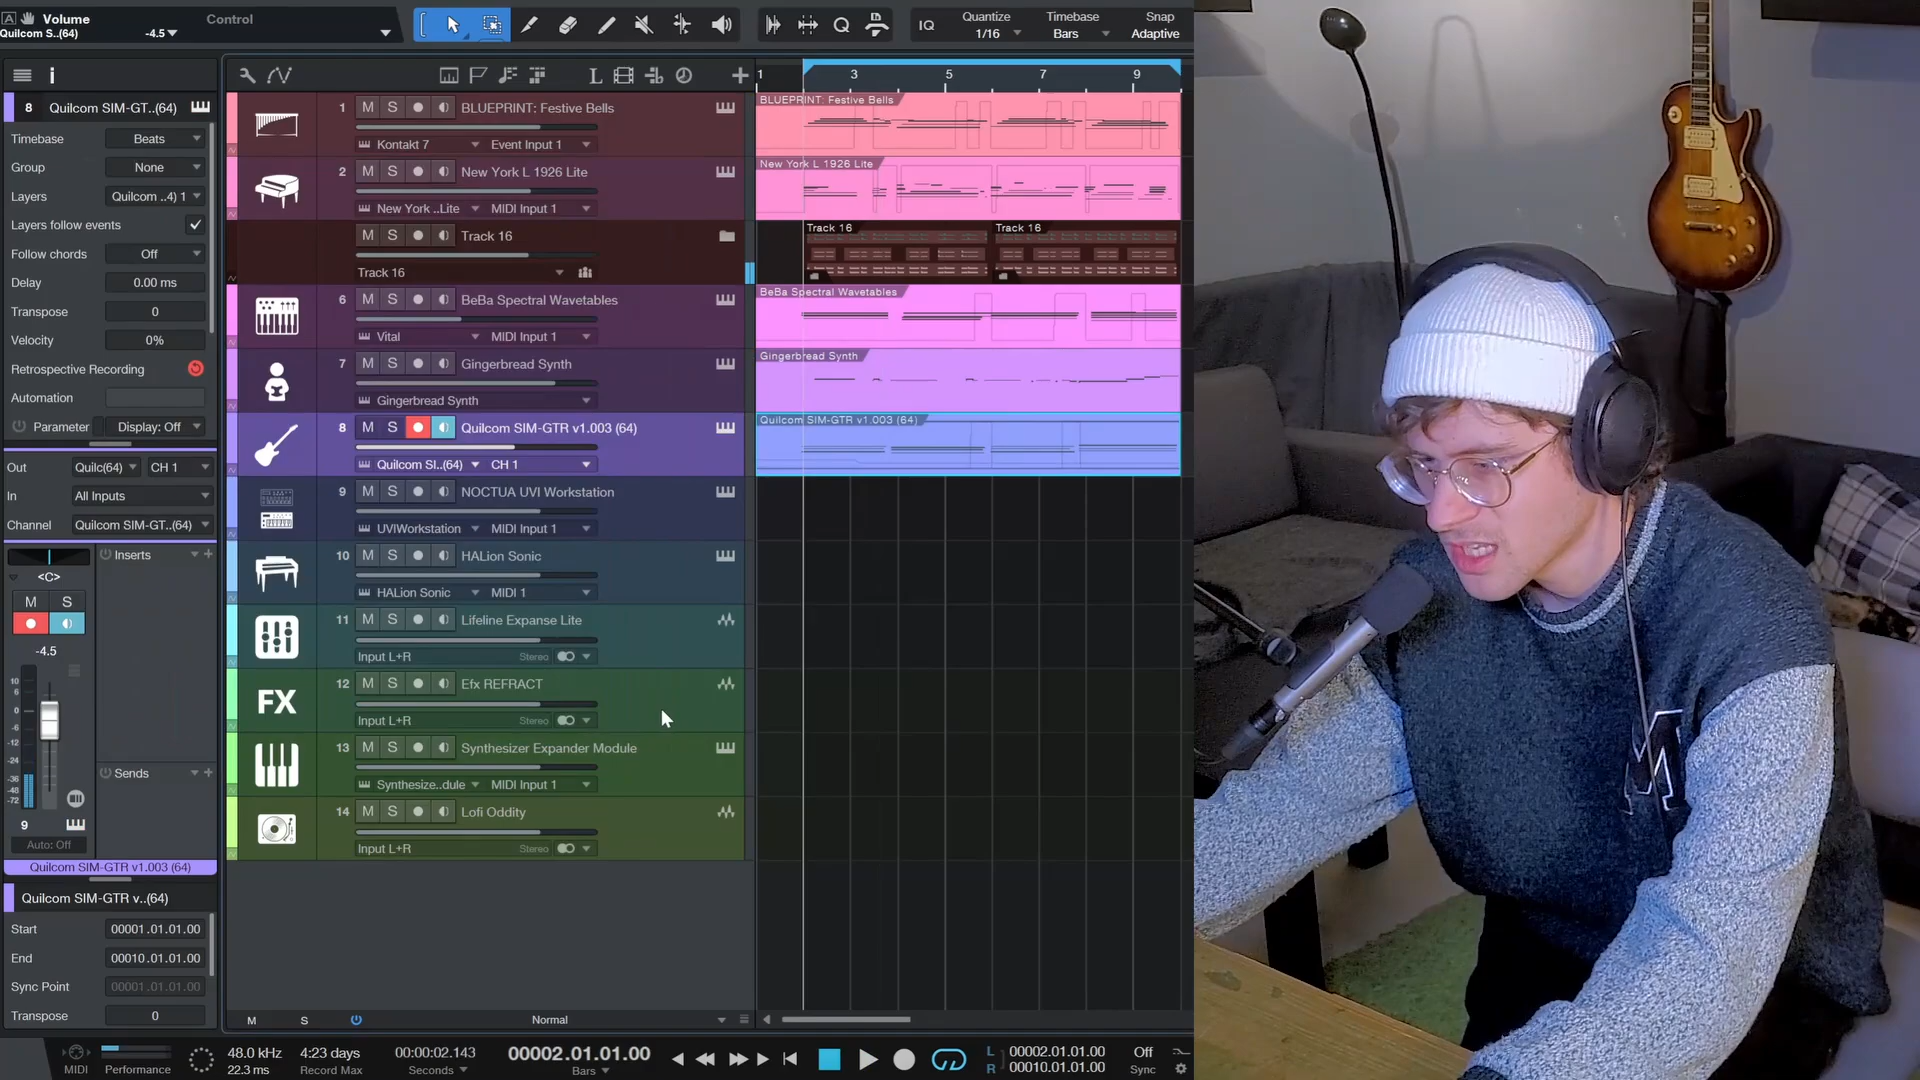 Volume Control
Quilcom S..(64) -4.5
IQ Quantize Timebase Snap
1/16 Bars Adaptive
8 Quilcom SIM-GT..(64)
Timebase Beats
Group None
Layers Quilcom ..4) 1
Layers follow events
Follow chords Off
Delay 0.00 ms
Transpose 0
Velocity 0%
Retrospective Recording
Automation
Parameter Display: Off
Out Quilc(64) CH 1
In All Inputs
Channel Quilcom SIM-GT..(64)
Inserts
<C>
M S
-4.5
10
6
0
-6
-12
-24
-36
-48
-72
Sends
9
Auto: Off
Quilcom SIM-GTR v1.003 (64)
Quilcom SIM-GTR v..(64)
Start 00001.01.01.00
End 00010.01.01.00
Sync Point 00001.01.01.00
Transpose 0
L
1 3 5 7 9
1 M S BLUEPRINT: Festive Bells
Kontakt 7 Event Input 1
2 M S New York L 1926 Lite
New York ..Lite MIDI Input 1
M S Track 16
Track 16
6 M S BeBa Spectral Wavetables
Vital MIDI Input 1
7 M S Gingerbread Synth
Gingerbread Synth
8 M S Quilcom SIM-GTR v1.003 (64)
Quilcom SI..(64) CH 1
9 M S NOCTUA UVI Workstation
UVIWorkstation MIDI Input 1
10 M S HALion Sonic
HALion Sonic MIDI 1
11 M S Lifeline Expanse Lite
Input L+R Stereo
FX 12 M S Efx REFRACT
Input L+R Stereo
13 M S Synthesizer Expander Module
Synthesize..dule MIDI Input 1
14 M S Lofi Oddity
Input L+R Stereo
BLUEPRINT: Festive Bells
New York L 1926 Lite
Track 16 Track 16
BeBa Spectral Wavetables
Gingerbread Synth
Quilcom SIM-GTR v1.003 (64)
M S Normal
MIDI Performance
48.0 kHz
22.3 ms
4:23 days
Record Max
00:00:02.143
Seconds
00002.01.01.00
Bars
L 00002.01.01.00
R 00010.01.01.00
Off
Sync
M